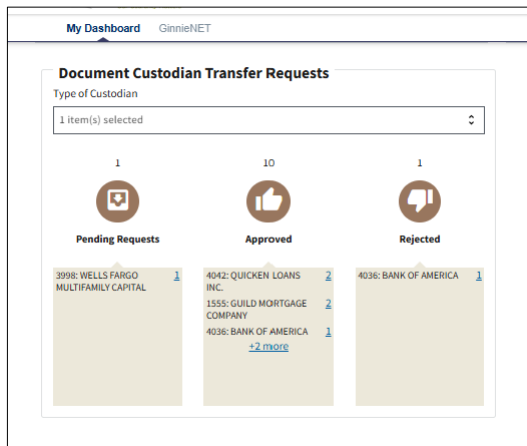 My Dashboard GinnieNET
Document Custodian Transfer Requests
Type of Custodian
1 item(s) selected
1
Pending Requests
3998: WELLS FARGO 1
MULTIFAMILY CAPITAL
10
Approved
4042: QUICKEN LOANS 2
INC.
1555: GUILD MORTGAGE 2
COMPANY
4036: BANK OF AMERICA 1
+2 more
1
Rejected
4036: BANK OF AMERICA 1